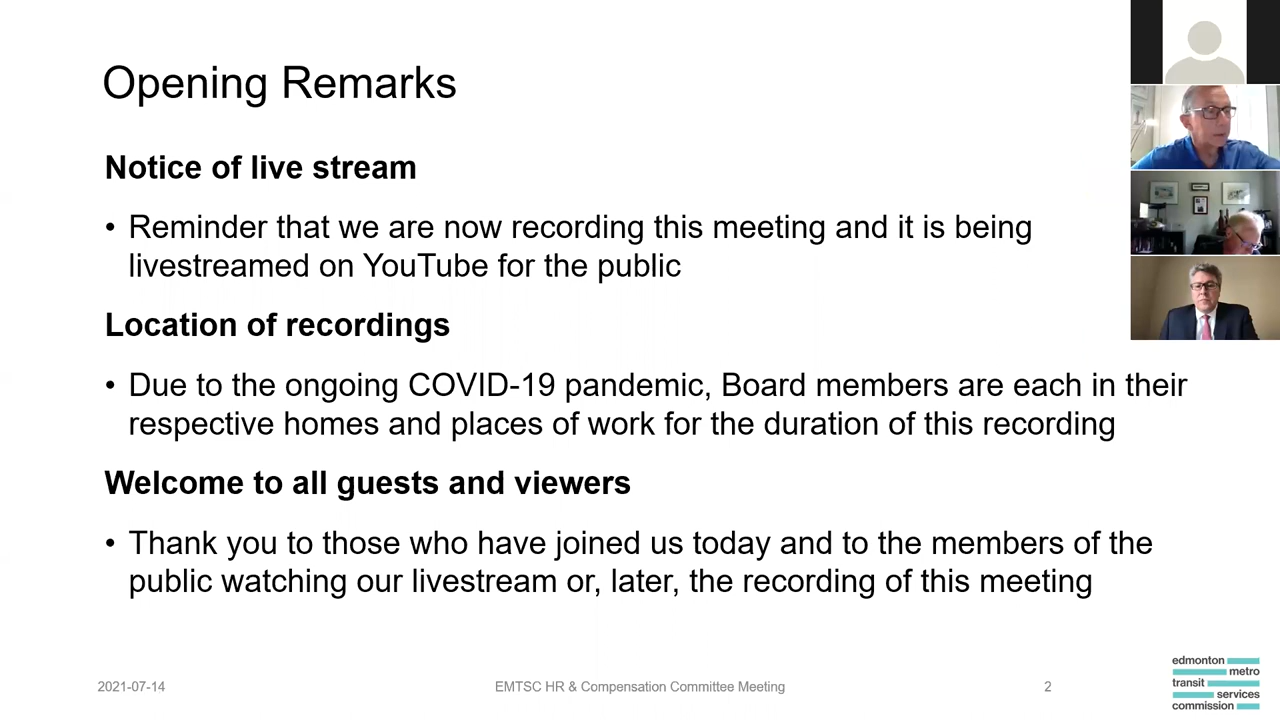 Opening Remarks
Notice of live stream
• Reminder that we are now recording this meeting and it is being
livestreamed on YouTube for the public
Location of recordings
• Due to the ongoing COVID-19 pandemic, Board members are each in their
respective homes and places of work for the duration of this recording
Welcome to all guests and viewers
• Thank you to those who have joined us today and to the members of the
public watching our livestream or, later, the recording of this meeting
2021-07-14
EMTSC HR & Compensation Committee Meeting
2
edmonton
metro
transit
services
commission